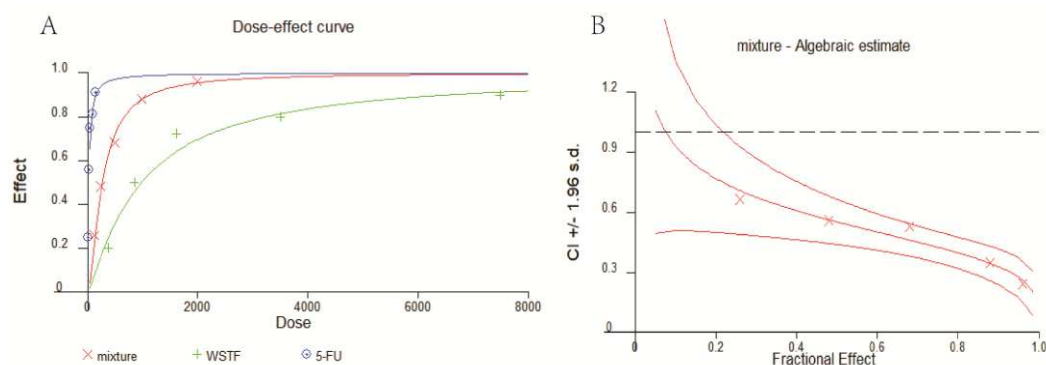 A
Dose-effect curve
Effect
1.0
0.8
0.6
0.4
0.2
0
0 2000 4000 6000 8000
Dose
mixture WSTF 5-FU
B
mixture - Algebraic estimate
CI +/- 1.96 s.d.
1.2
0.9
0.6
0.3
0
0.2 0.4 0.6 0.8 1.0
Fractional Effect